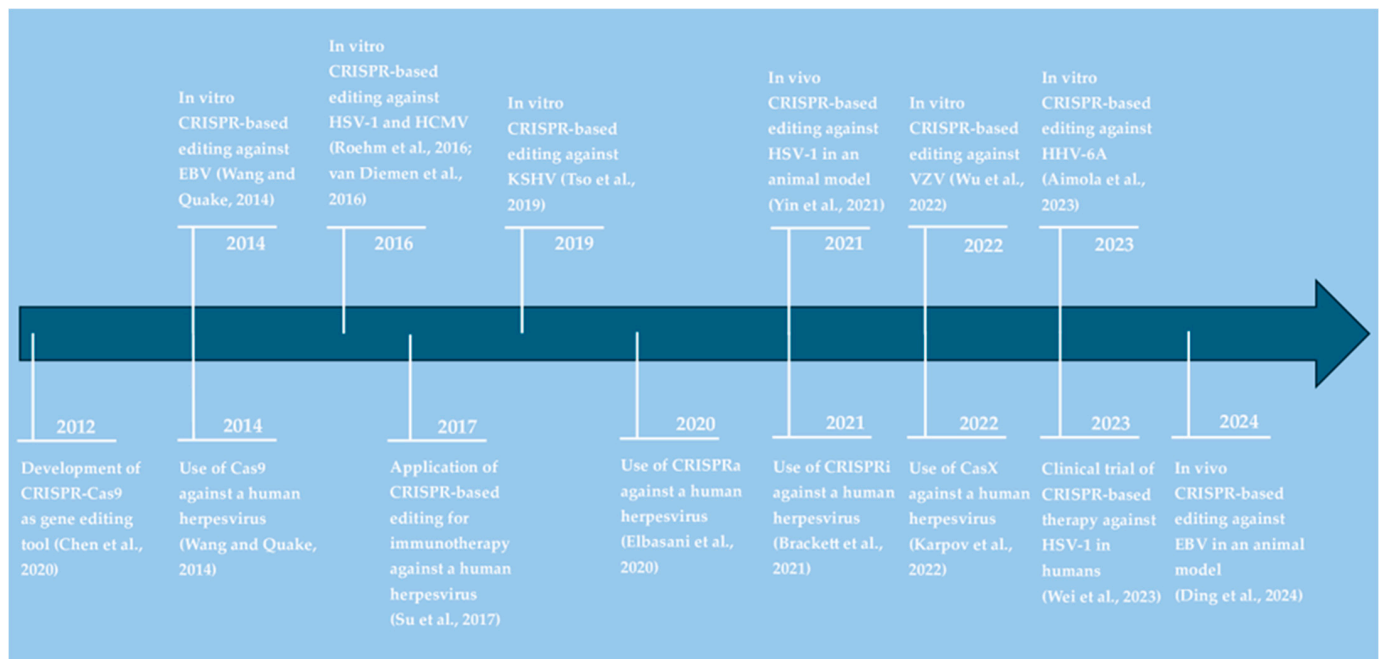 In vitro
CRISPR-based
editing against
EBV (Wang and
Quake, 2014)
2014
In vitro
CRISPR-based
editing against
HSV-1 and HCMV
(Roehm et al., 2016;
van Diemen et al.,
2016)
2016
In vitro
CRISPR-based
editing against
KSHV (Tso et al.,
2019)
2019
In vivo
CRISPR-based
editing against
HSV-1 in an
animal model
(Yin et al., 2021)
2021
In vitro
CRISPR-based
editing against
VZV (Wu et al.,
2022)
2022
In vitro
CRISPR-based
editing against
HHV-6A
(Aimola et al.,
2023)
2023
2012
Development of
CRISPR-Cas9
as gene editing
tool (Chen et al.,
2020)
2014
Use of Cas9
against a human
herpesvirus
(Wang and Quake,
2014)
2017
Application of
CRISPR-based
editing for
immunotherapy
against a human
herpesvirus
(Su et al., 2017)
2020
Use of CRISPRa
against a human
herpesvirus
(Elbasani et al.,
2020)
2021
Use of CRISPRi
against a human
herpesvirus
(Brackett et al.,
2021)
2022
Use of CasX
against a human
herpesvirus
(Karpov et al.,
2022)
2023
Clinical trial of
CRISPR-based
therapy against
HSV-1 in
humans
(Wei et al., 2023)
2024
In vivo
CRISPR-based
editing against
EBV in an animal
model
(Ding et al., 2024)